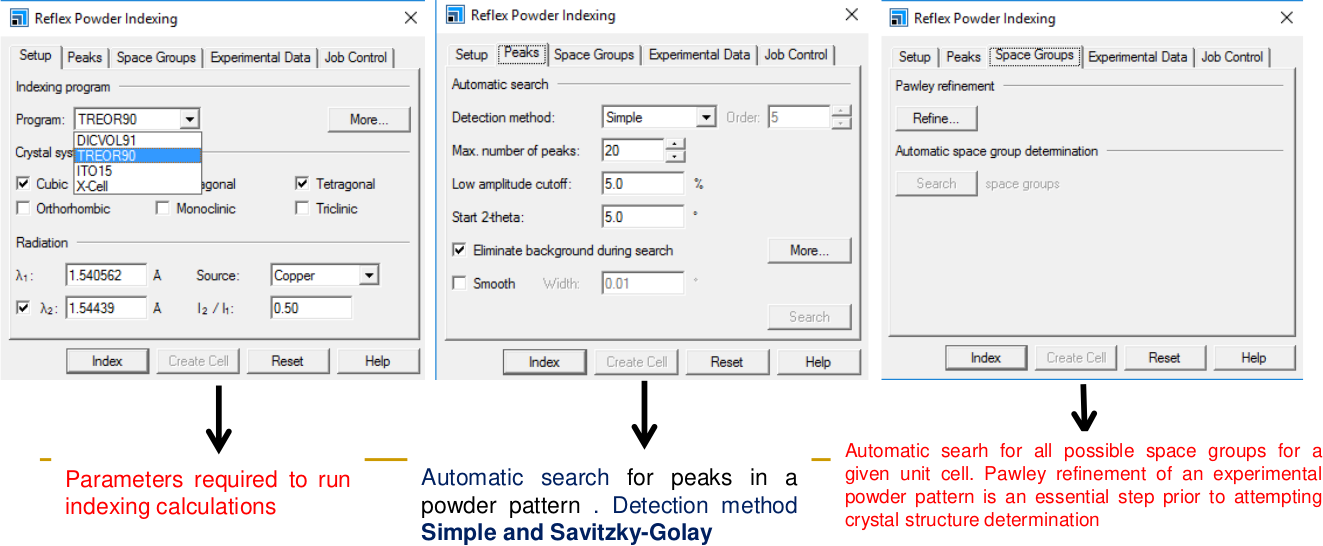 Reflex Powder Indexing
Setup Peaks Space Groups Experimental Data Job Control
Indexing program
Program: TREOR90 More...
DICVOL91
Crystal sys TREOR90
ITO15
Cubic agonal Tetragonal
X-Cell
Orthorhombic Monoclinic Triclinic
Radiation
λ1: 1.540562 Å Source: Copper
λ2: 1.54439 Å I2 / I1: 0.50
Index Create Cell Reset Help
Parameters required to run
indexing calculations
Reflex Powder Indexing
Setup Peaks Space Groups Experimental Data Job Control
Automatic search
Detection method: Simple Order: 5
Max. number of peaks: 20
Low amplitude cutoff: 5.0 %
Start 2-theta: 5.0 °
Eliminate background during search More...
Smooth Width: 0.01 °
Search
Index Create Cell Reset Help
Automatic search for peaks in a
powder pattern . Detection method
Simple and Savitzky-Golay
Reflex Powder Indexing
Setup Peaks Space Groups Experimental Data Job Control
Pawley refinement
Refine...
Automatic space group determination
Search space groups
Index Create Cell Reset Help
Automatic searh for all possible space groups for a
given unit cell. Pawley refinement of an experimental
powder pattern is an essential step prior to attempting
crystal structure determination